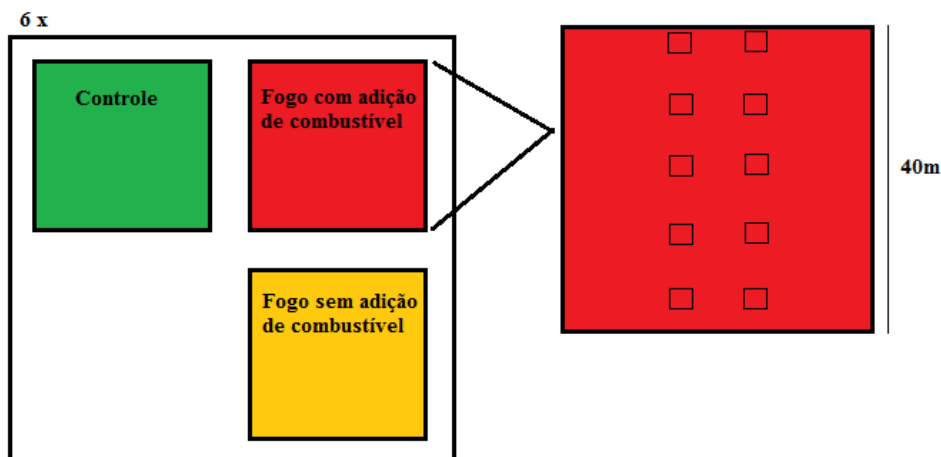 6 x
Controle
Fogo com adição
de combustível
40m
Fogo sem adição
de combustível